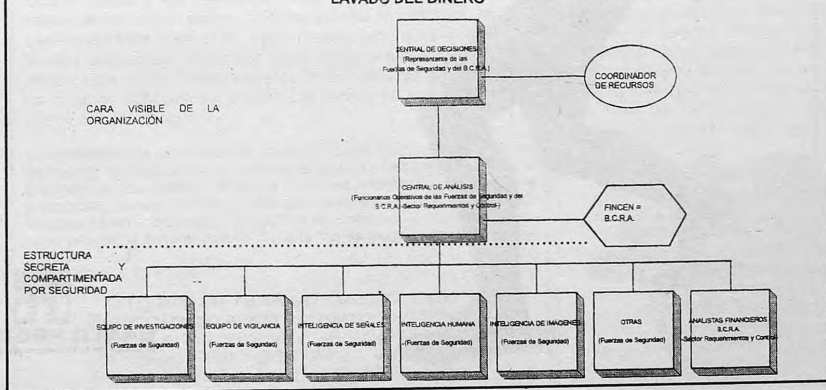 LAVADO DEL DINERO
CENTRAL DE DECISIONES
(Representante de las
Fuerzas de Seguridad y del B.C.R.A.)
COORDINADOR
DE RECURSOS
CARA VISIBLE DE LA
ORGANIZACIÓN
CENTRAL DE ANÁLISIS
(Funcionarios Operativos de las Fuerzas de Seguridad y del
B.C.R.A.-Sector Requerimientos y Control-)
FINCEN =
B.C.R.A.
ESTRUCTURA
SECRETA Y
COMPARTIMENTADA
POR SEGURIDAD
EQUIPO DE INVESTIGACIONES
(Fuerzas de Seguridad)
EQUIPO DE VIGILANCIA
(Fuerzas de Seguridad)
INTELIGENCIA DE SEÑALES
(Fuerzas de Seguridad)
INTELIGENCIA HUMANA
(Fuerzas de Seguridad)
INTELIGENCIA DE IMÁGENES
(Fuerzas de Seguridad)
OTRAS
(Fuerzas de Seguridad)
ANALISTAS FINANCIEROS
B.C.R.A.
-Sector Requerimientos y Control-